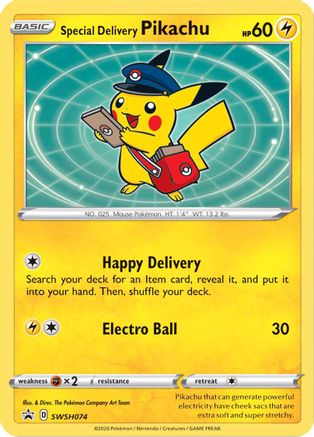 BASIC
Special Delivery Pikachu HP 60
NO. 025 Mouse Pokémon HT. 1'4" WT. 13.2 lbs.
Happy Delivery
Search your deck for an Item card, reveal it, and put it
into your hand. Then, shuffle your deck.
Electro Ball 30
weakness ×2 resistance retreat
Illus. & Direc. The Pokémon Company Art Team
Pikachu that can generate powerful
electricity have cheek sacs that are
extra soft and super stretchy.
D SWSH074
©2020 Pokémon / Nintendo / Creatures / GAME FREAK